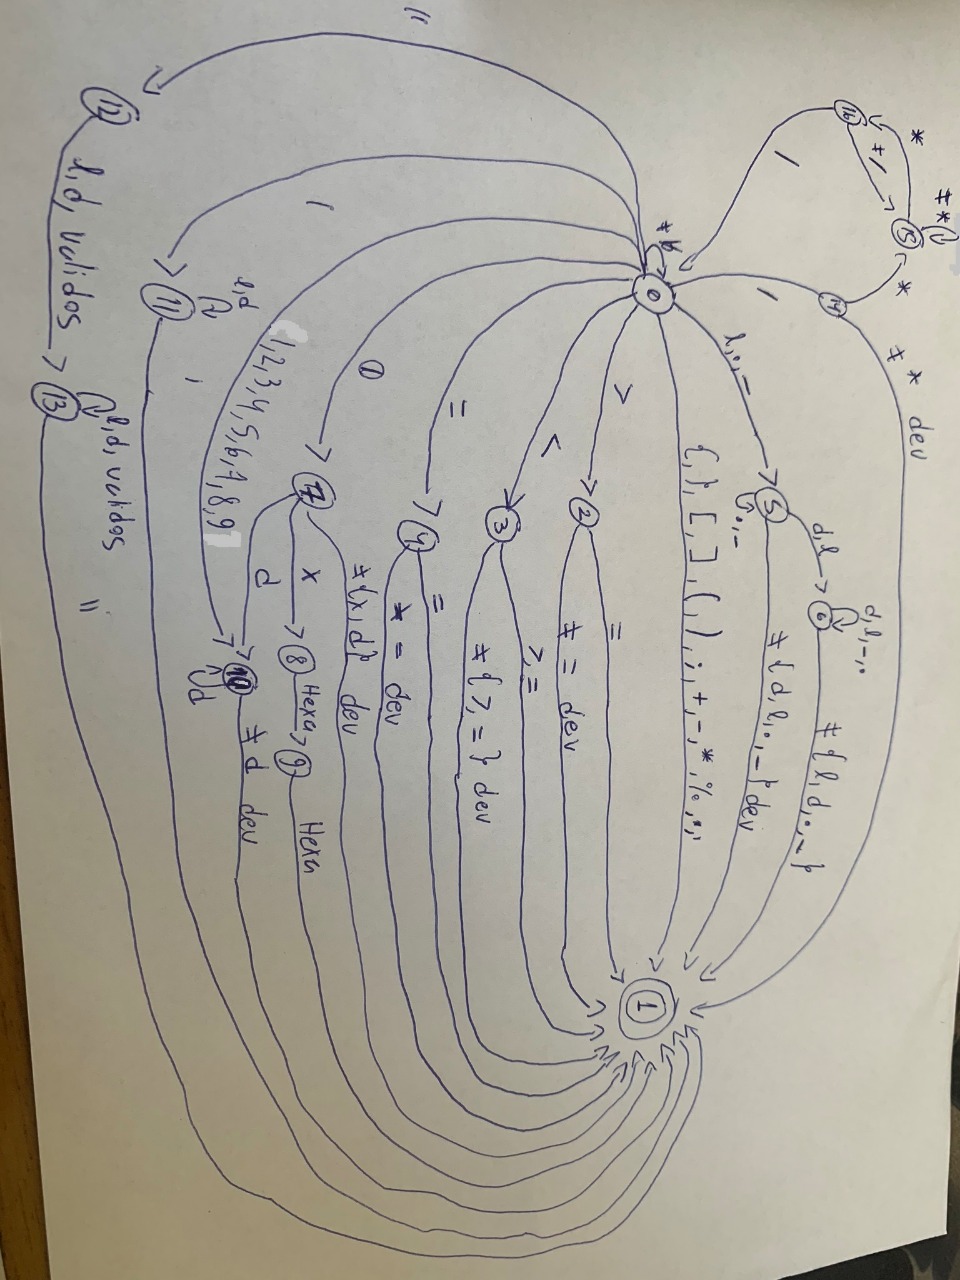 *
≠ /
16
≠ *
15
*
/
/
14
≠ * dev
≠ b
0
l, ., _
5
., _
d, l
6
d, l, _, .
≠ {l, d, ., _}
≠ {d, l, ., _} dev
{, }, [, ], (, ), ;, +, -, *, %,
>
2
=
≠ = dev
<
3
>, =
≠ {>, =} dev
=
4
=
≠ = dev
0
7
≠ {x, d} dev
x
8
Hexa
9
Hexa
d
1, 2, 3, 4, 5, 6, 7, 8, 9
10
d
≠ d dev
'
11
l, d
'
"
12
l, d, validos
13
l, d, validos
"
1